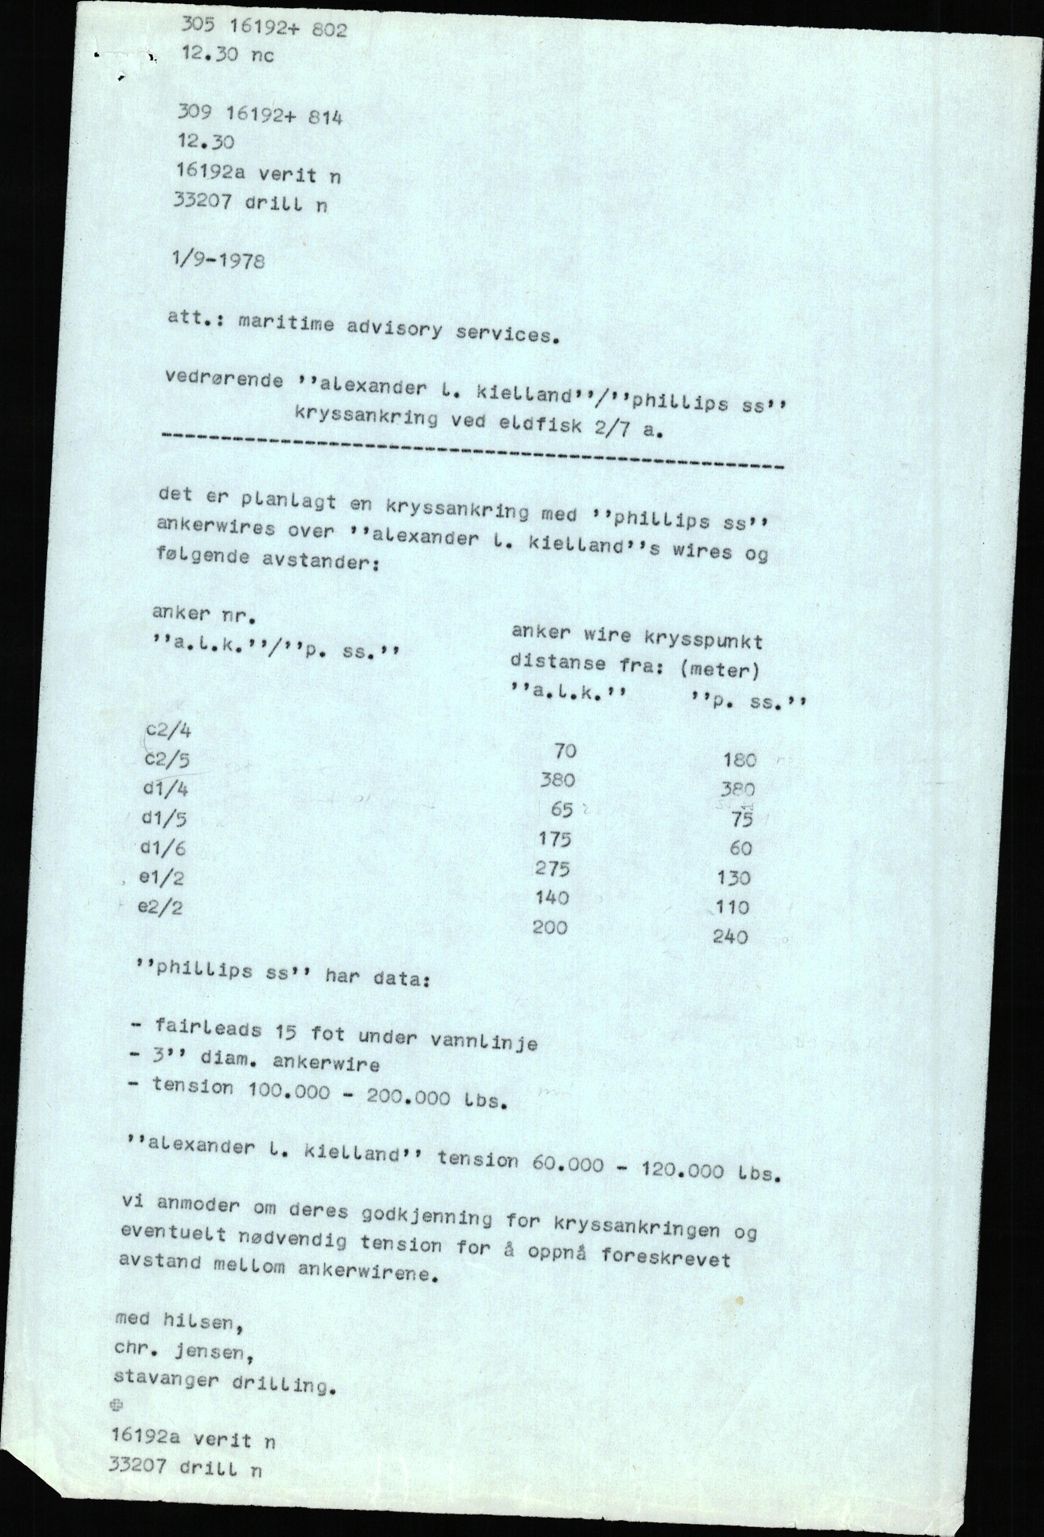 305 16192+ 802
12.30 nc
309 16192+ 814
12.30
16192a verit n
33207 drill n
1/9-1978
att.: maritime advisory services.
vedrørende ''alexander l. kielland''/''phillips ss''
kryssankring ved eldfisk 2/7 a.
det er planlagt en kryssankring med ''phillips ss''
ankerwires over ''alexander l. kielland''s wires og
følgende avstander:
anker nr. anker wire krysspunkt
''a.l.k.''/''p. ss.'' distanse fra: (meter)
''a.l.k.'' ''p. ss.''
c2/4 70 180
c2/5 380 380
d1/4 65 75
d1/5 175 60
d1/6 275 130
e1/2 140 110
e2/2 200 240
''phillips ss'' har data:
- fairleads 15 fot under vannlinje
- 3'' diam. ankerwire
- tension 100.000 - 200.000 lbs.
''alexander l. kielland'' tension 60.000 - 120.000 lbs.
vi anmoder om deres godkjenning for kryssankringen og
eventuelt nødvendig tension for å oppnå foreskrevet
avstand mellom ankerwirene.
med hilsen,
chr. jensen,
stavanger drilling.
16192a verit n
33207 drill n